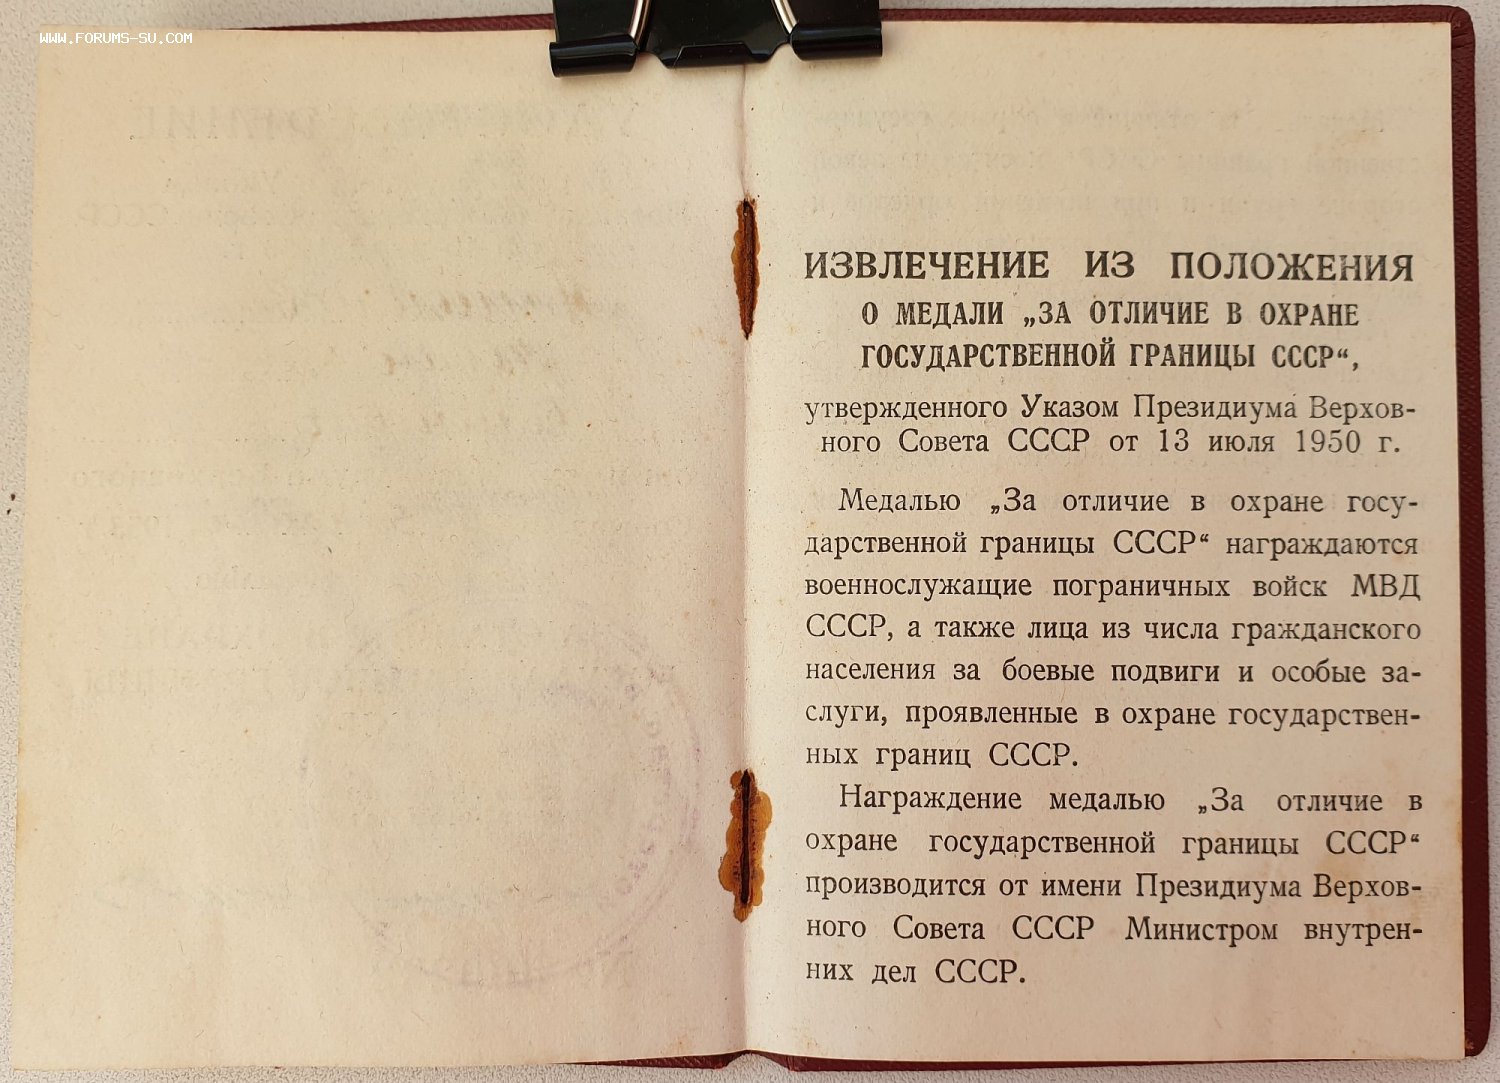 WWW.FORUMS-SU.COM
ИЗВЛЕЧЕНИЕ ИЗ ПОЛОЖЕНИЯ
О МЕДАЛИ „ЗА ОТЛИЧИЕ В ОХРАНЕ
ГОСУДАРСТВЕННОЙ ГРАНИЦЫ СССР“,
утвержденного Указом Президиума Верхов-
ного Совета СССР от 13 июля 1950 г.
Медалью „За отличие в охране госу-
дарственной границы СССР“ награждаются
военнослужащие пограничных войск МВД
СССР, а также лица из числа гражданского
населения за боевые подвиги и особые за-
слуги, проявленные в охране государствен-
ных границ СССР.
Награждение медалью „За отличие в
охране государственной границы СССР“
производится от имени Президиума Верхов-
ного Совета СССР Министром внутрен-
них дел СССР.